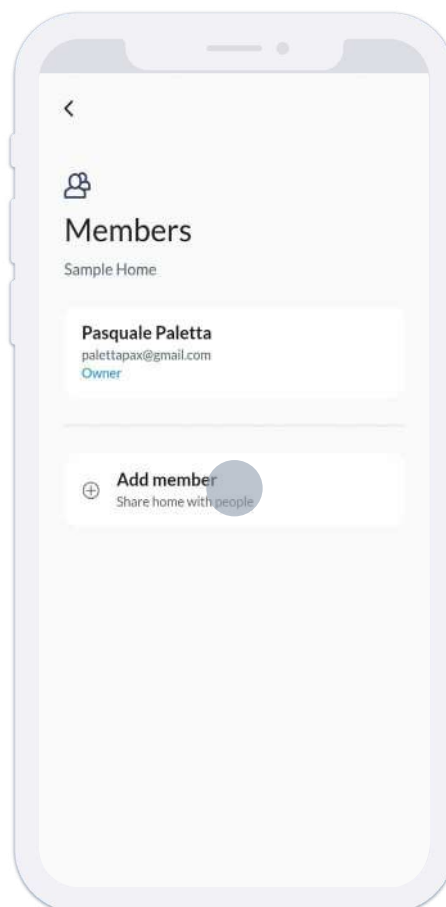 Members
Sample Home
Pasquale Paletta
palettapax@gmail.com
Owner
Add member
Share home with people